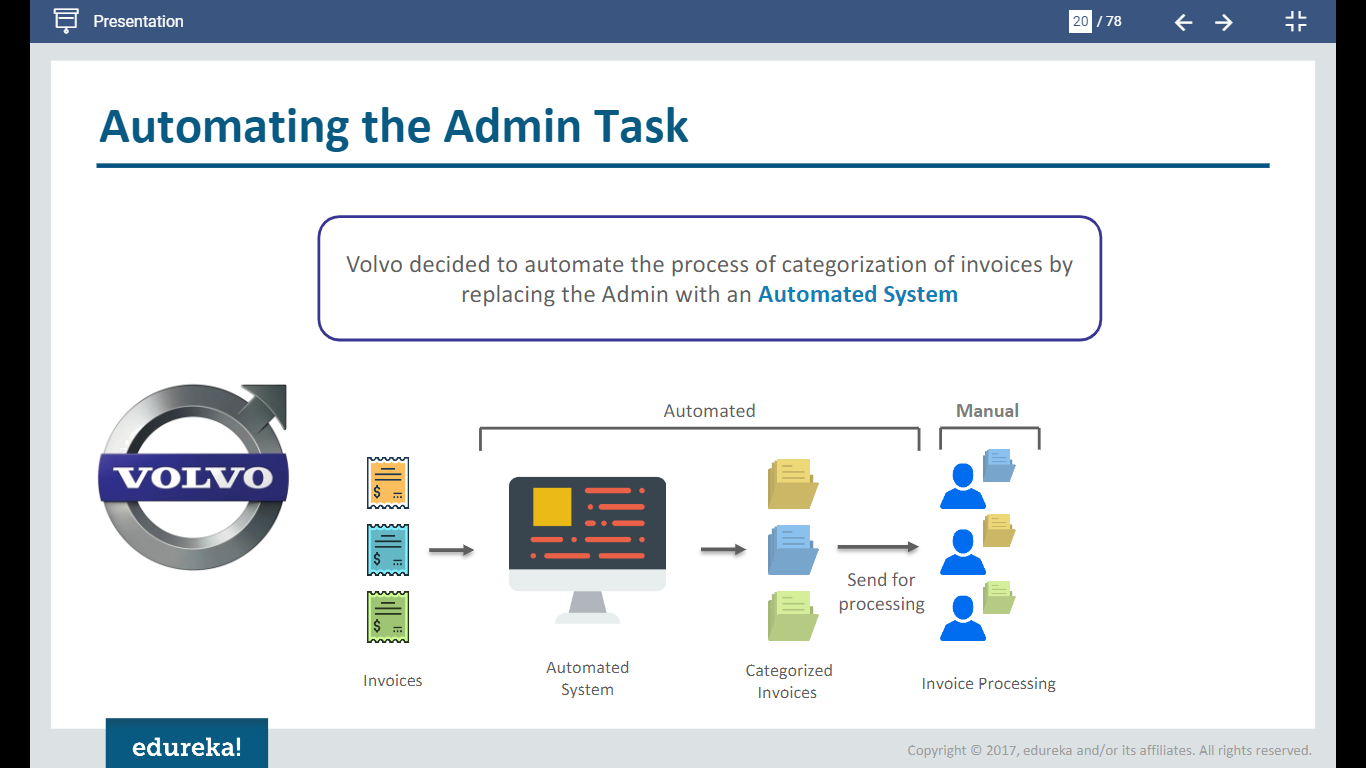 Presentation
20 / 78
Automating the Admin Task
Volvo decided to automate the process of categorization of invoices by
replacing the Admin with an Automated System
VOLVO
Automated
Manual
$
$
$
Send for
processing
Invoices
Automated
System
Categorized
Invoices
Invoice Processing
edureka!
Copyright © 2017, edureka and/or its affiliates. All rights reserved.